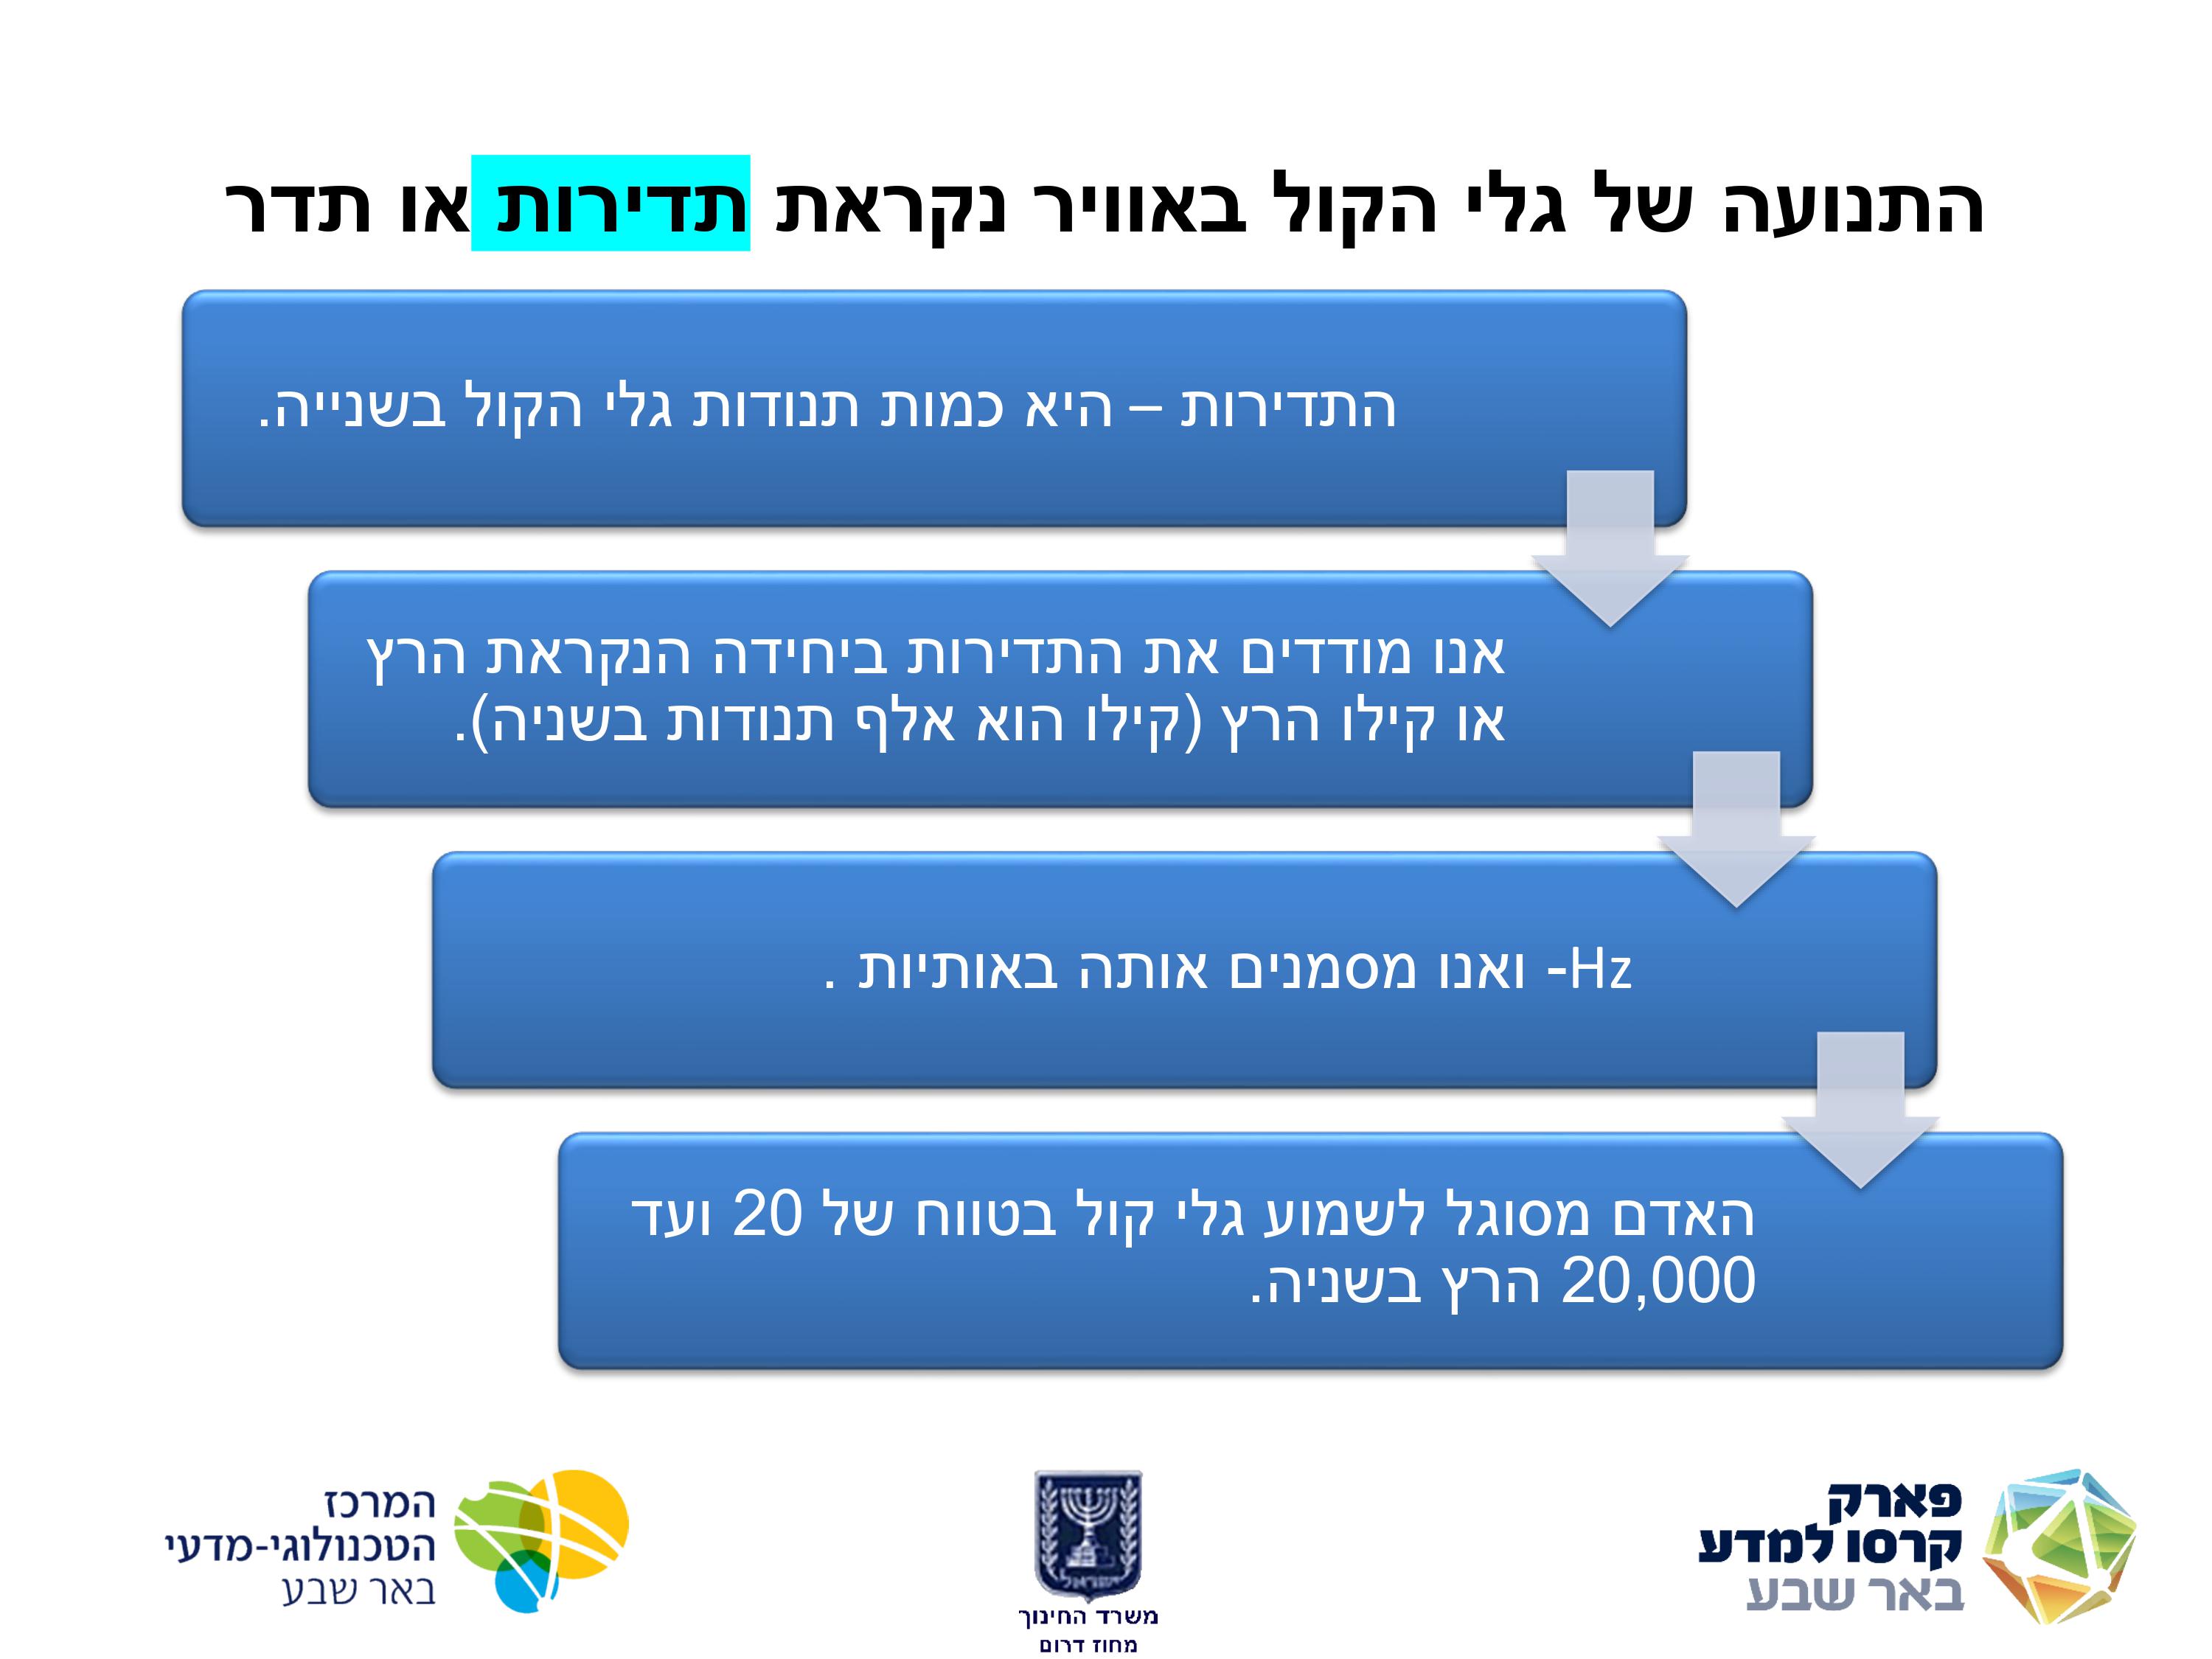 התנועה של גלי הקול באוויר נקראת תדירות או תדר
התדירות – היא כמות תנודות גלי הקול בשנייה.
אנו מודדים את התדירות ביחידה הנקראת הרץ
או קילו הרץ (קילו הוא אלף תנודות בשניה).
Hz- ואנו מסמנים אותה באותיות .
האדם מסוגל לשמוע גלי קול בטווח של 20 ועד
20,000 הרץ בשניה.
פארק
קרסו למדע
באר שבע
ישראל
משרד החינוך
מחוז דרום
המרכז
הטכנולוגי-מדעי
באר שבע